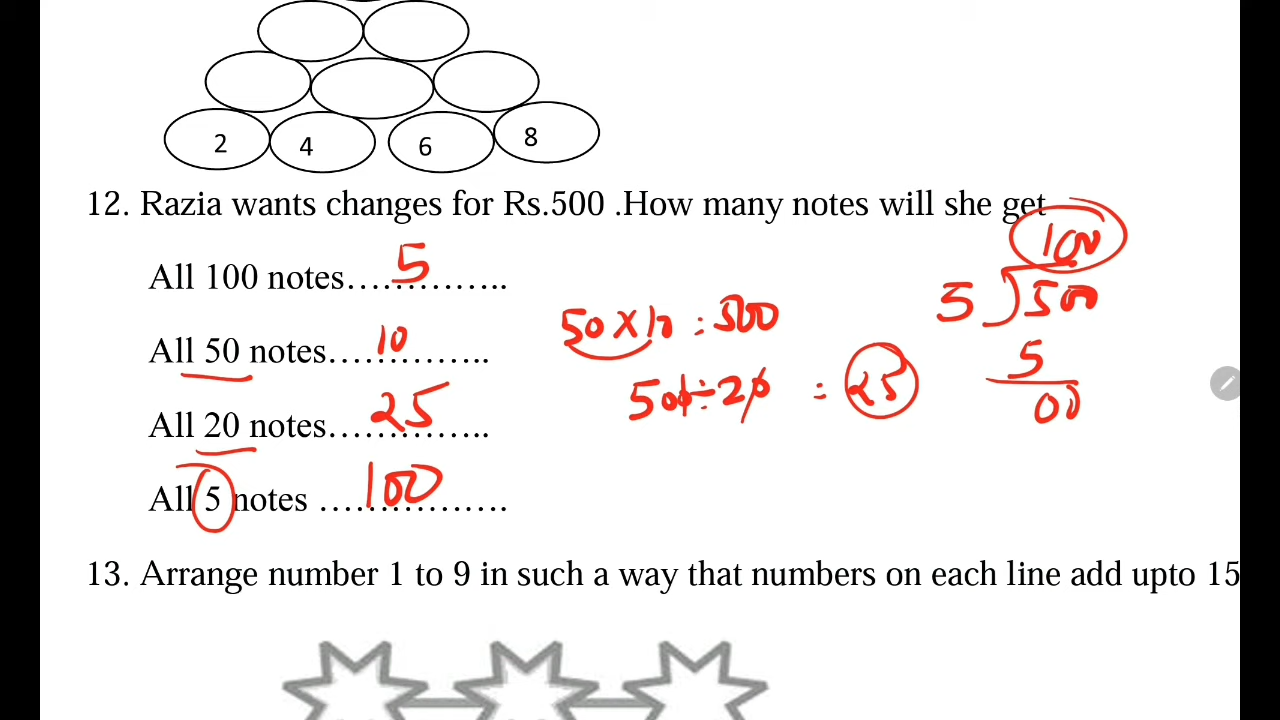 2 4 6 8
12. Razia wants changes for Rs.500 .How many notes will she get
All 100 notes…………..
5
All 50 notes…………..
10
All 20 notes…………..
25
All 5 notes …………….
100
50 × 10 = 500
500 ÷ 20 = 25
100
5 ) 500
5
00
13. Arrange number 1 to 9 in such a way that numbers on each line add upto 15